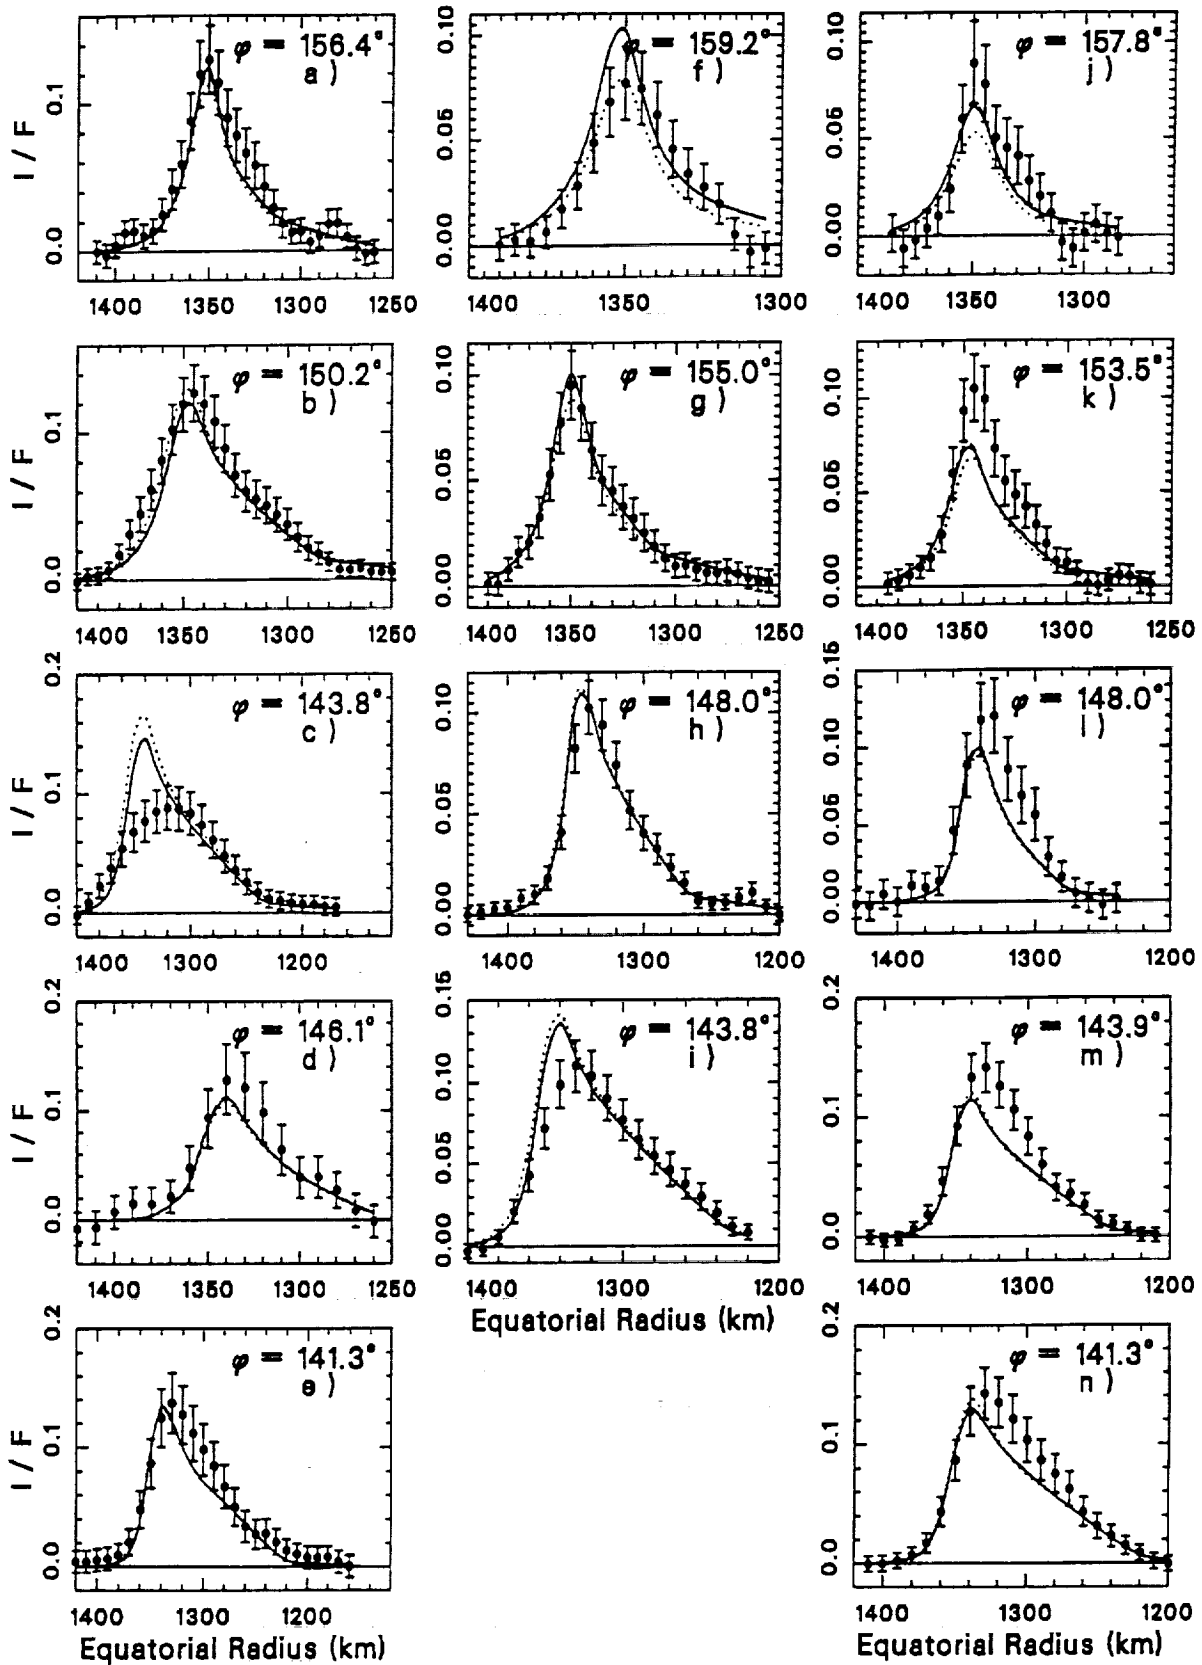 φ = 156.4°
a )
I / F
0.1
0.0
1400 1350 1300 1250
φ = 159.2°
f )
0.10
0.05
0.00
1400 1350 1300
φ = 157.8°
j )
0.10
0.05
0.00
1400 1350 1300
φ = 150.2°
b )
I / F
0.1
0.0
1400 1350 1300 1250
φ = 155.0°
g )
0.10
0.05
0.00
1400 1350 1300 1250
φ = 153.5°
k )
0.10
0.05
0.00
1400 1350 1300 1250
φ = 143.8°
c )
I / F
0.2
0.1
0.0
1400 1300 1200
φ = 148.0°
h )
0.10
0.05
0.00
1400 1300 1200
φ = 148.0°
l )
0.15
0.10
0.05
0.00
1400 1300 1200
φ = 146.1°
d )
I / F
0.2
0.1
0.0
1400 1350 1300 1250
φ = 143.8°
i )
0.15
0.10
0.05
0.00
1400 1300 1200
Equatorial Radius (km)
φ = 143.9°
m )
0.2
0.1
0.0
1400 1300 1200
φ = 141.3°
e )
I / F
0.2
0.1
0.0
1400 1300 1200
Equatorial Radius (km)
φ = 141.3°
n )
0.2
0.1
0.0
1400 1300 1200
Equatorial Radius (km)